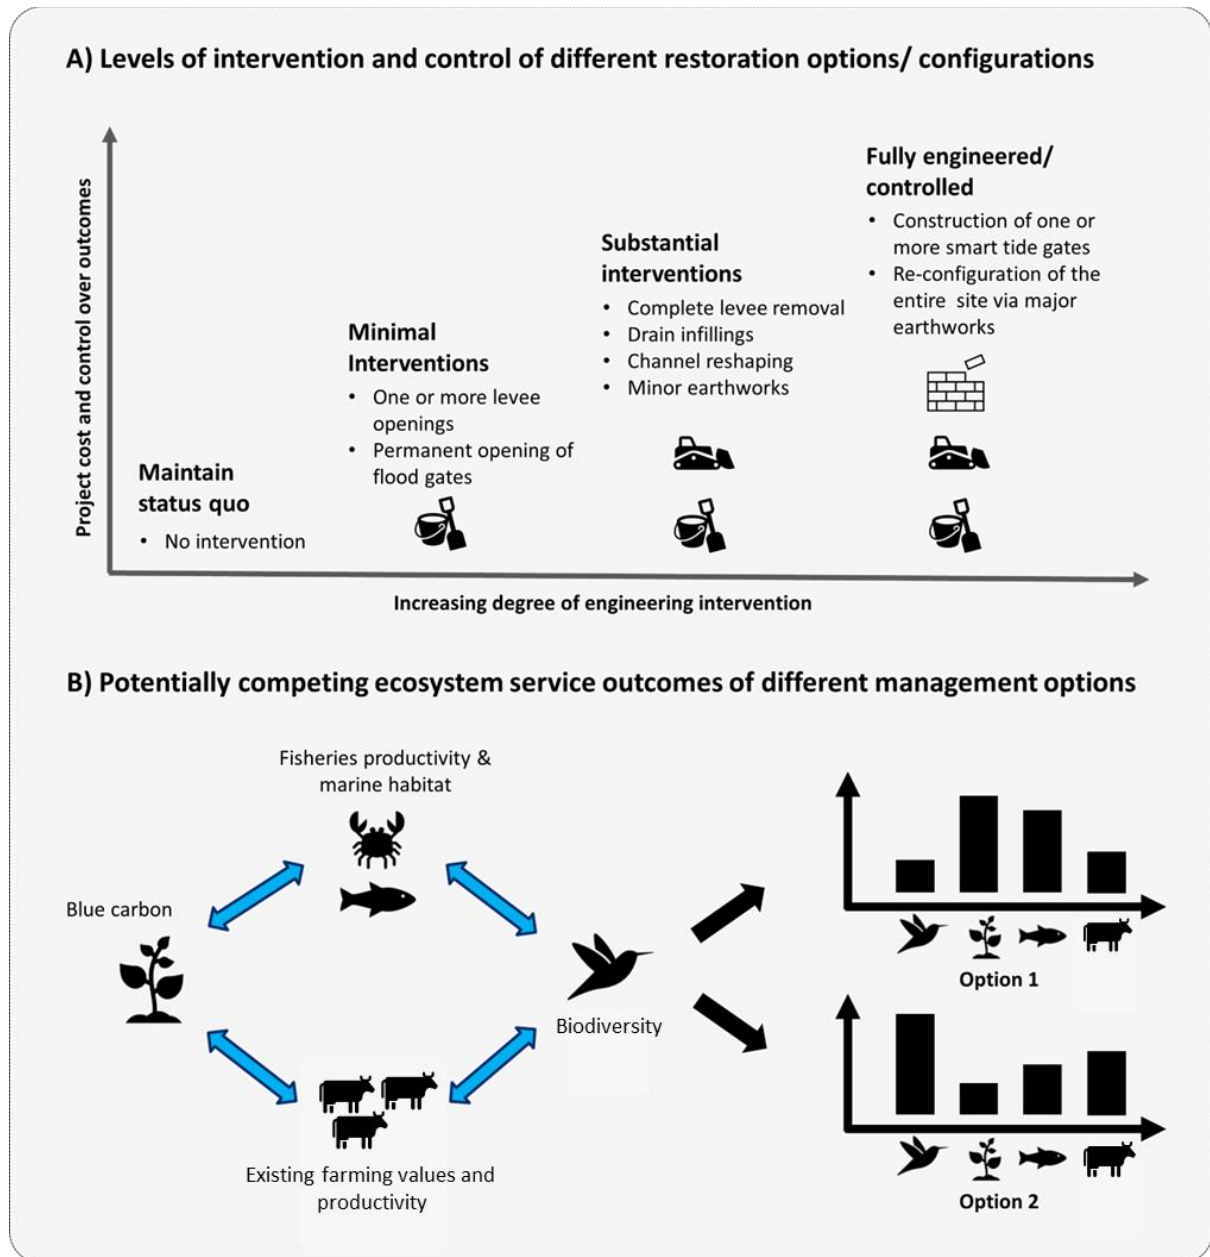 A) Levels of intervention and control of different restoration options/ configurations
Project cost and control over outcomes
Maintain
status quo
• No intervention
Minimal
Interventions
• One or more levee
openings
• Permanent opening of
flood gates
Substantial
interventions
• Complete levee removal
• Drain infillings
• Channel reshaping
• Minor earthworks
Fully engineered/
controlled
• Construction of one or
more smart tide gates
• Re-configuration of the
entire site via major
earthworks
Increasing degree of engineering intervention
B) Potentially competing ecosystem service outcomes of different management options
Fisheries productivity &
marine habitat
Blue carbon
Biodiversity
Existing farming values and
productivity
Option 1
Option 2